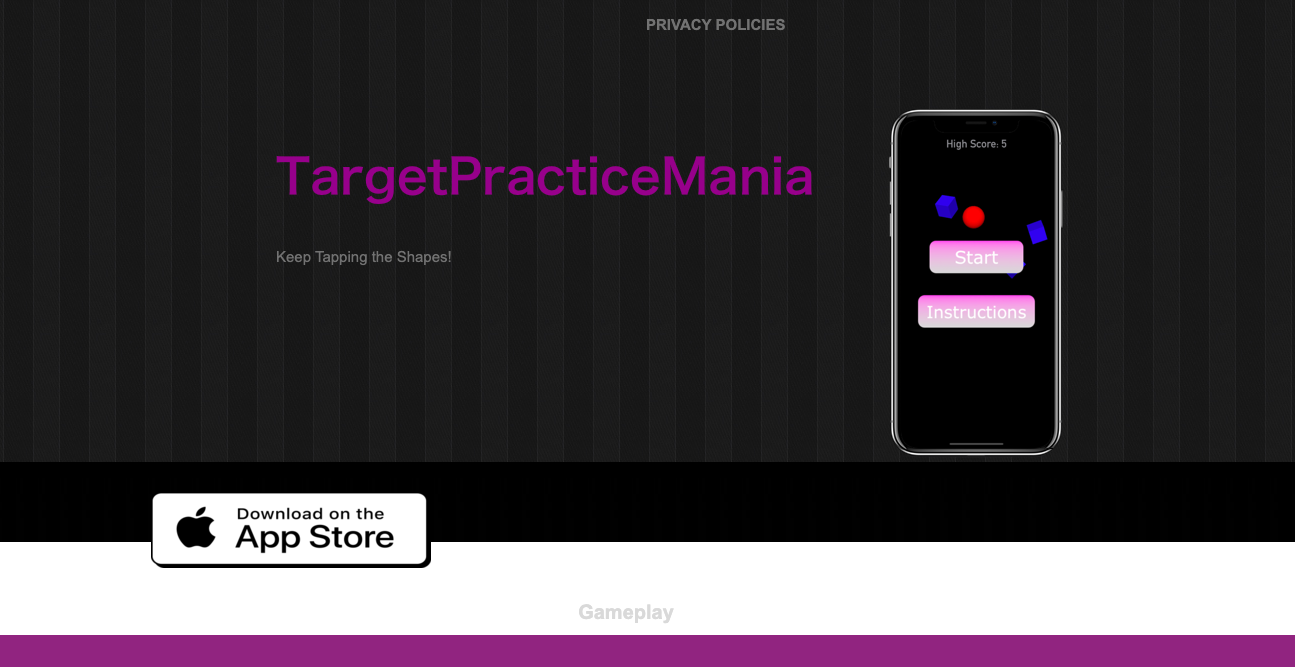 PRIVACY POLICIES
TargetPracticeMania
Keep Tapping the Shapes!
High Score: 5
Start
Instructions
Download on the
App Store
Gameplay